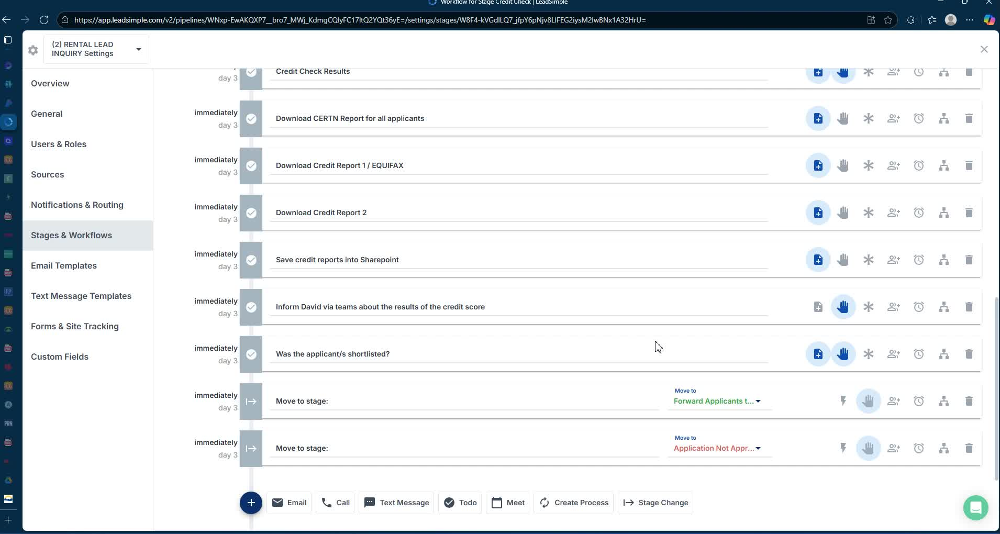 Workflow for Stage Credit Check | LeadSimple
https://app.leadsimple.com/v2/pipelines/WNxp-EwAKQXP7__bro7_MWj_KdmgCQlyFC17ltQ2YQt36yE=/settings/stages/W8F4-kVGdlLQ7_jfpY6pNjv8LIFEG2iysM2IwBNx1A32HrU=
(2) RENTAL LEAD
INQUIRY Settings
Overview
General
Users & Roles
Sources
Notifications & Routing
Stages & Workflows
Email Templates
Text Message Templates
Forms & Site Tracking
Custom Fields
day 3
Credit Check Results
immediately
day 3
Download CERTN Report for all applicants
immediately
day 3
Download Credit Report 1 / EQUIFAX
immediately
day 3
Download Credit Report 2
immediately
day 3
Save credit reports into Sharepoint
immediately
day 3
Inform David via teams about the results of the credit score
immediately
day 3
Was the applicant/s shortlisted?
immediately
day 3
Move to stage:
Move to
Forward Applicants t...
immediately
day 3
Move to stage:
Move to
Application Not Appr...
Email
Call
Text Message
Todo
Meet
Create Process
Stage Change
PRN